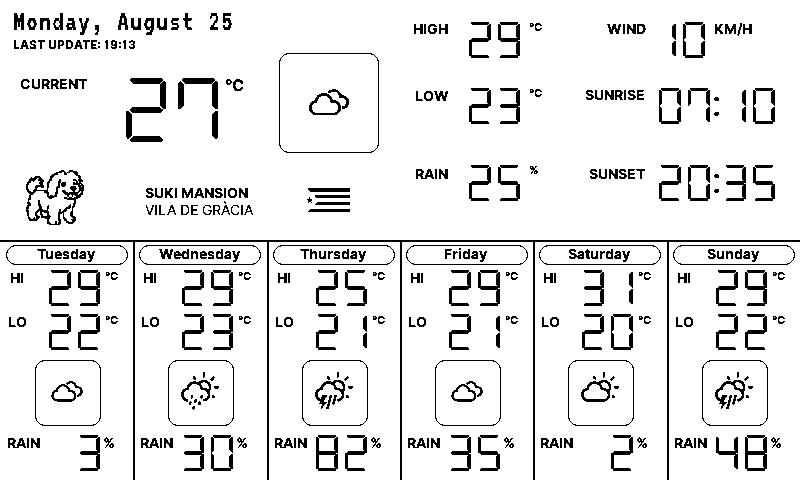 Monday, August 25
LAST UPDATE: 19:13
CURRENT 27 °C
HIGH 29 °C
LOW 23 °C
RAIN 25 %
WIND 10 KM/H
SUNRISE 07:10
SUNSET 20:35
SUKI MANSION
VILA DE GRÀCIA
Tuesday
HI 29 °C
LO 22 °C
RAIN 3 %
Wednesday
HI 29 °C
LO 23 °C
RAIN 30 %
Thursday
HI 25 °C
LO 21 °C
RAIN 82 %
Friday
HI 29 °C
LO 21 °C
RAIN 35 %
Saturday
HI 31 °C
LO 20 °C
RAIN 2 %
Sunday
HI 29 °C
LO 22 °C
RAIN 48 %